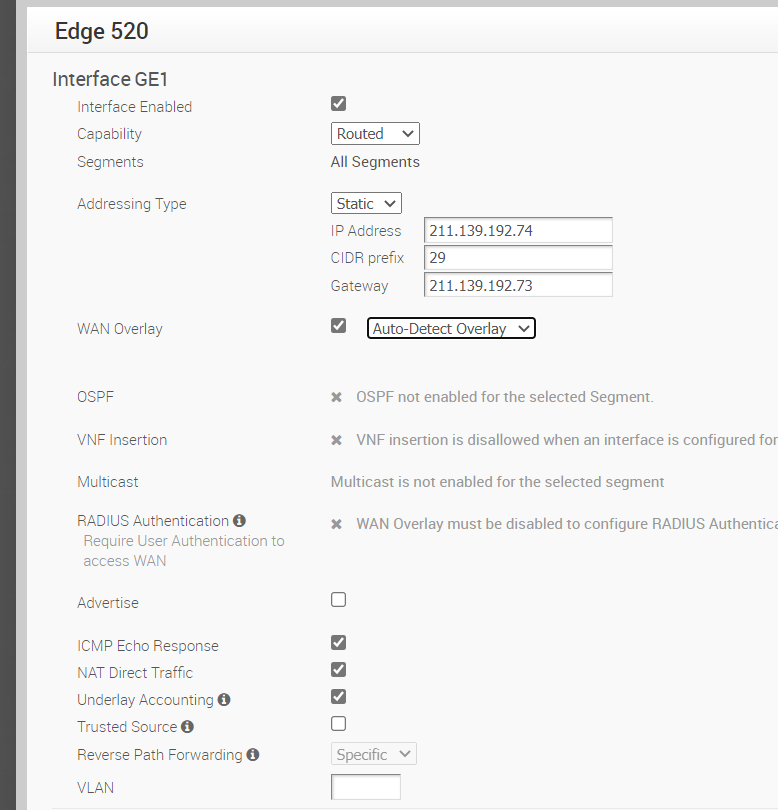 Edge 520
Interface GE1
Interface Enabled
Capability Routed
Segments All Segments
Addressing Type Static
IP Address 211.139.192.74
CIDR prefix 29
Gateway 211.139.192.73
WAN Overlay Auto-Detect Overlay
OSPF OSPF not enabled for the selected Segment.
VNF Insertion VNF insertion is disallowed when an interface is configured for
Multicast Multicast is not enabled for the selected segment
RADIUS Authentication WAN Overlay must be disabled to configure RADIUS Authentica
Require User Authentication to
access WAN
Advertise
ICMP Echo Response
NAT Direct Traffic
Underlay Accounting
Trusted Source
Reverse Path Forwarding Specific
VLAN